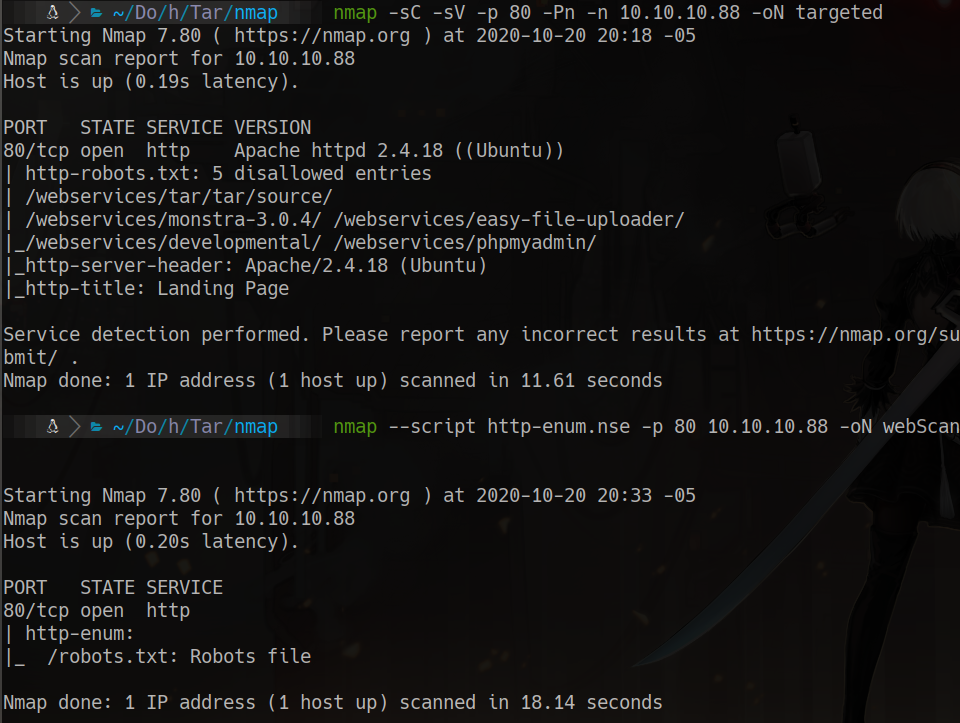 ~/Do/h/Tar/nmap nmap -sC -sV -p 80 -Pn -n 10.10.10.88 -oN targeted
Starting Nmap 7.80 ( https://nmap.org ) at 2020-10-20 20:18 -05
Nmap scan report for 10.10.10.88
Host is up (0.19s latency).

PORT   STATE SERVICE VERSION
80/tcp open  http    Apache httpd 2.4.18 ((Ubuntu))
| http-robots.txt: 5 disallowed entries
| /webservices/tar/tar/source/
| /webservices/monstra-3.0.4/ /webservices/easy-file-uploader/
|_/webservices/developmental/ /webservices/phpmyadmin/
|_http-server-header: Apache/2.4.18 (Ubuntu)
|_http-title: Landing Page

Service detection performed. Please report any incorrect results at https://nmap.org/su
bmit/ .
Nmap done: 1 IP address (1 host up) scanned in 11.61 seconds

~/Do/h/Tar/nmap nmap --script http-enum.nse -p 80 10.10.10.88 -oN webScan

Starting Nmap 7.80 ( https://nmap.org ) at 2020-10-20 20:33 -05
Nmap scan report for 10.10.10.88
Host is up (0.20s latency).

PORT   STATE SERVICE
80/tcp open  http
| http-enum:
|_  /robots.txt: Robots file

Nmap done: 1 IP address (1 host up) scanned in 18.14 seconds